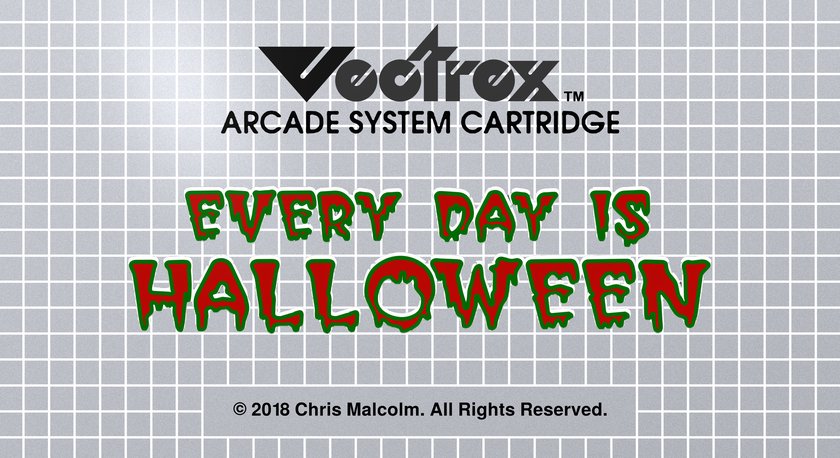 Vectrex™
ARCADE SYSTEM CARTRIDGE
EVERY DAY IS
HALLOWEEN
© 2018 Chris Malcolm. All Rights Reserved.